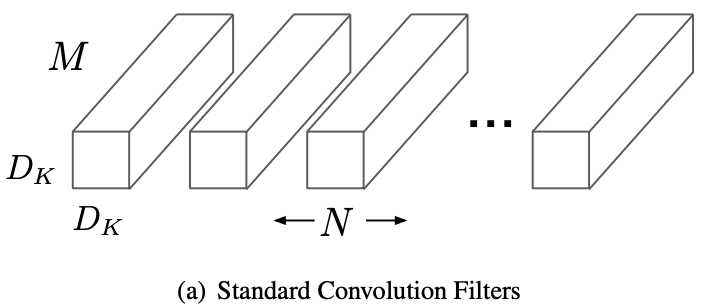 M
D_K
D_K
N
...
(a) Standard Convolution Filters